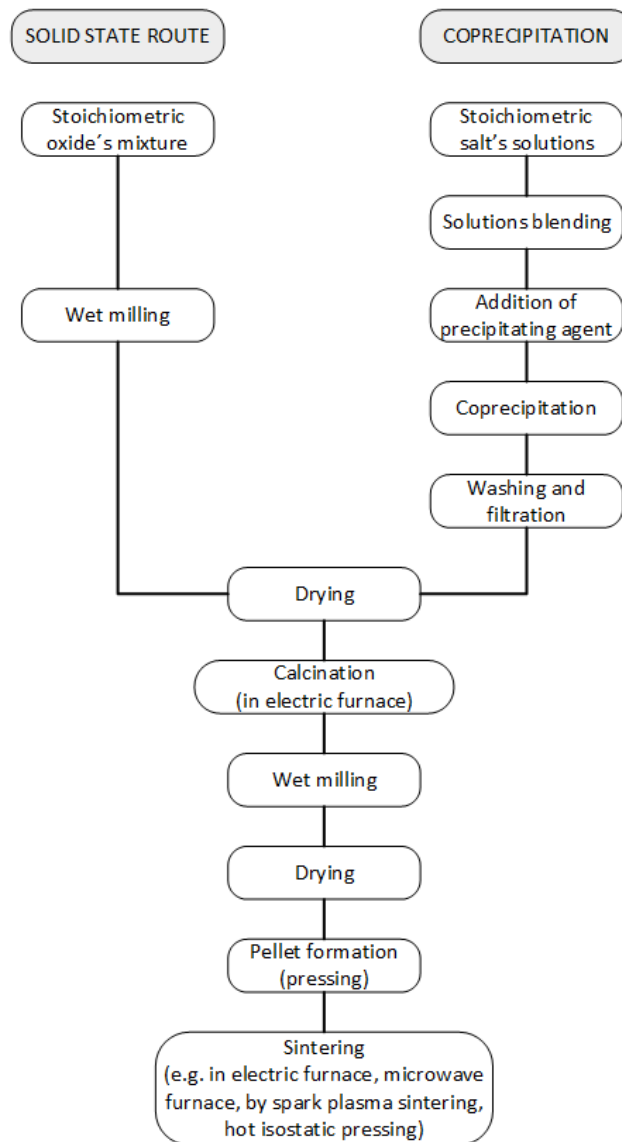 SOLID STATE ROUTE
COPRECIPITATION
Stoichiometric
oxide´s mixture
Stoichiometric
salt's solutions
Solutions blending
Wet milling
Addition of
precipitating agent
Coprecipitation
Washing and
filtration
Drying
Calcination
(in electric furnace)
Wet milling
Drying
Pellet formation
(pressing)
Sintering
(e.g. in electric furnace, microwave
furnace, by spark plasma sintering,
hot isostatic pressing)